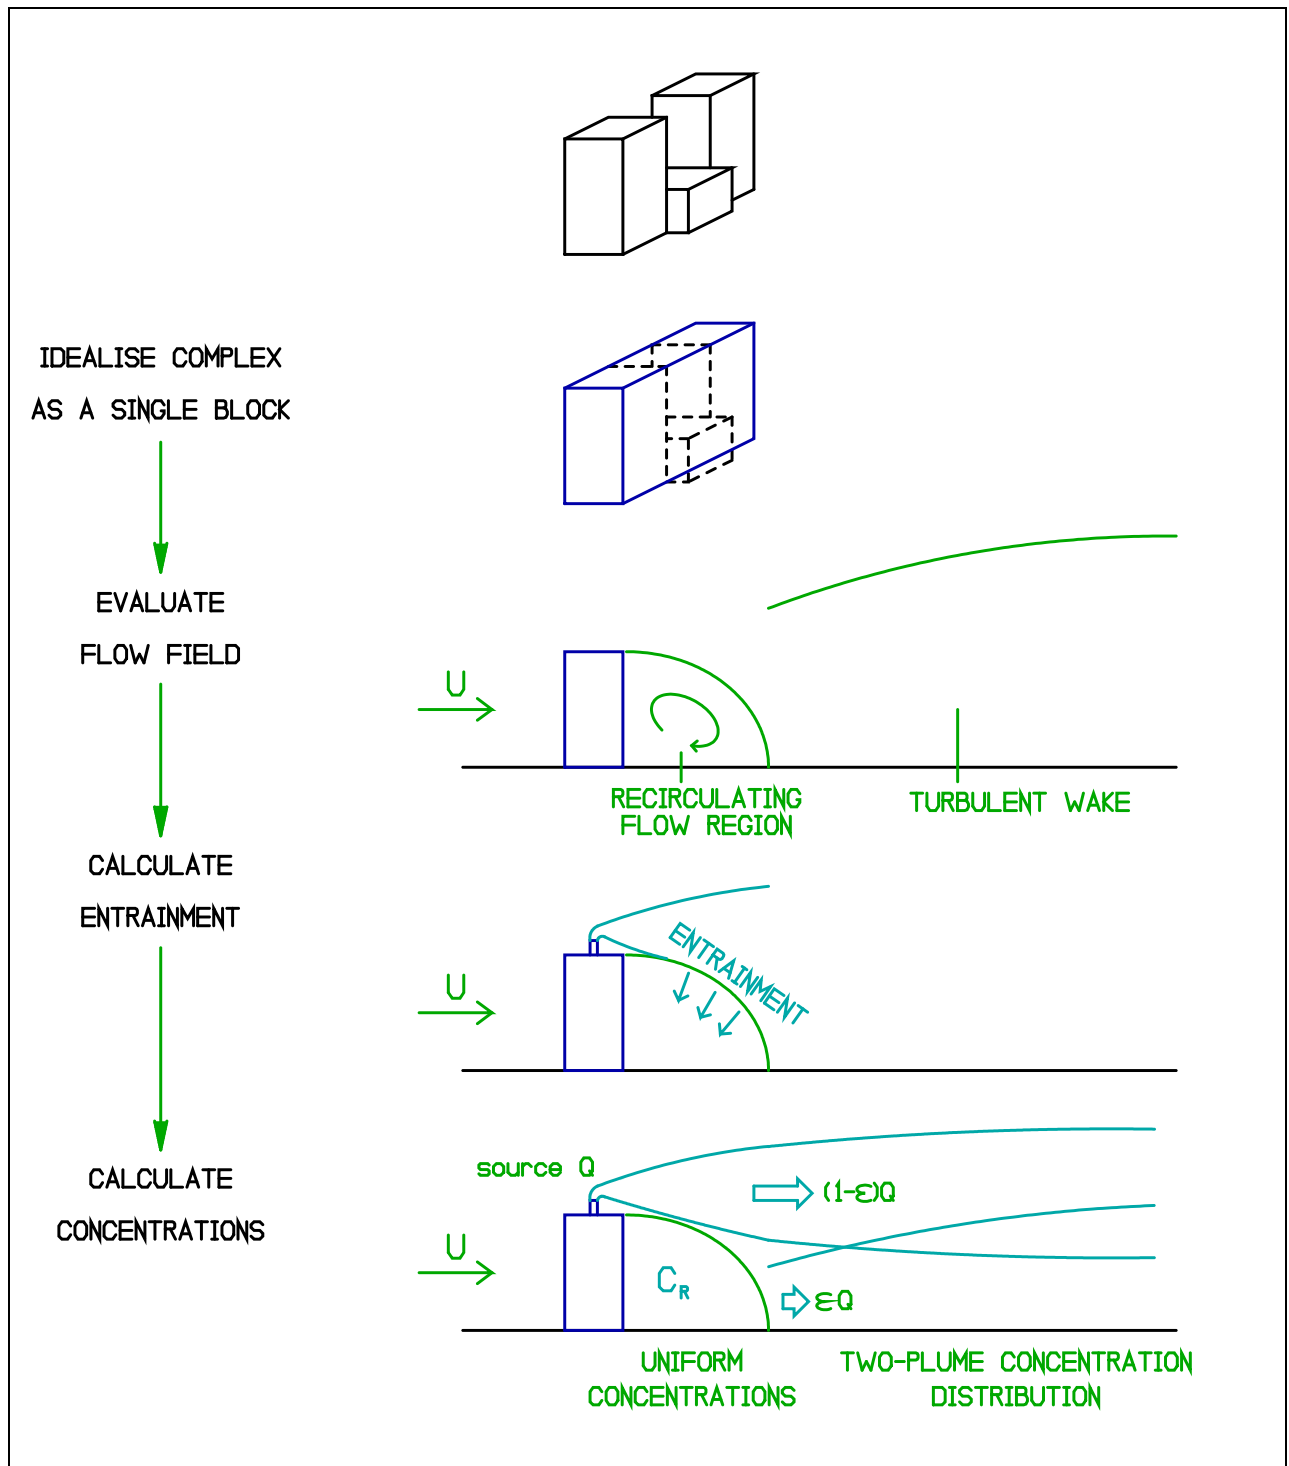 IDEALISE COMPLEX
AS A SINGLE BLOCK
EVALUATE
FLOW FIELD
U
RECIRCULATING
FLOW REGION
TURBULENT WAKE
CALCULATE
ENTRAINMENT
ENTRAINMENT
U
CALCULATE
CONCENTRATIONS
source Q
(1-ε)Q
U
CR
εQ
UNIFORM
CONCENTRATIONS
TWO-PLUME CONCENTRATION
DISTRIBUTION